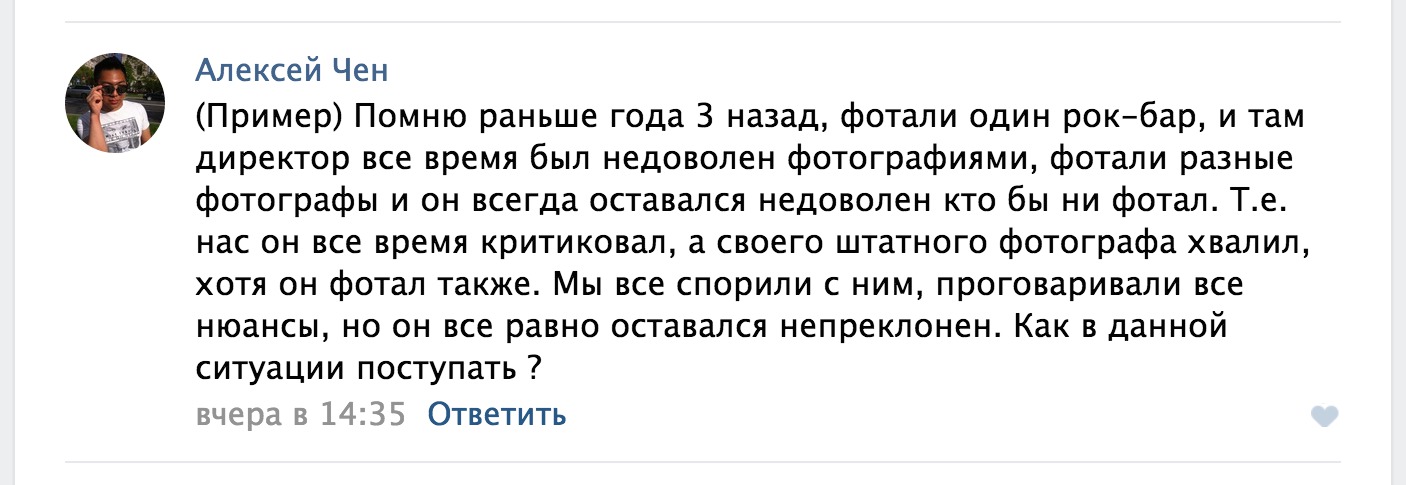 Алексей Чен
(Пример) Помню раньше года 3 назад, фотали один рок-бар, и там
директор все время был недоволен фотографиями, фотали разные
фотографы и он всегда оставался недоволен кто бы ни фотал. Т.е.
нас он все время критиковал, а своего штатного фотографа хвалил,
хотя он фотал также. Мы все спорили с ним, проговаривали все
нюансы, но он все равно оставался непреклонен. Как в данной
ситуации поступать ?
вчера в 14:35 Ответить